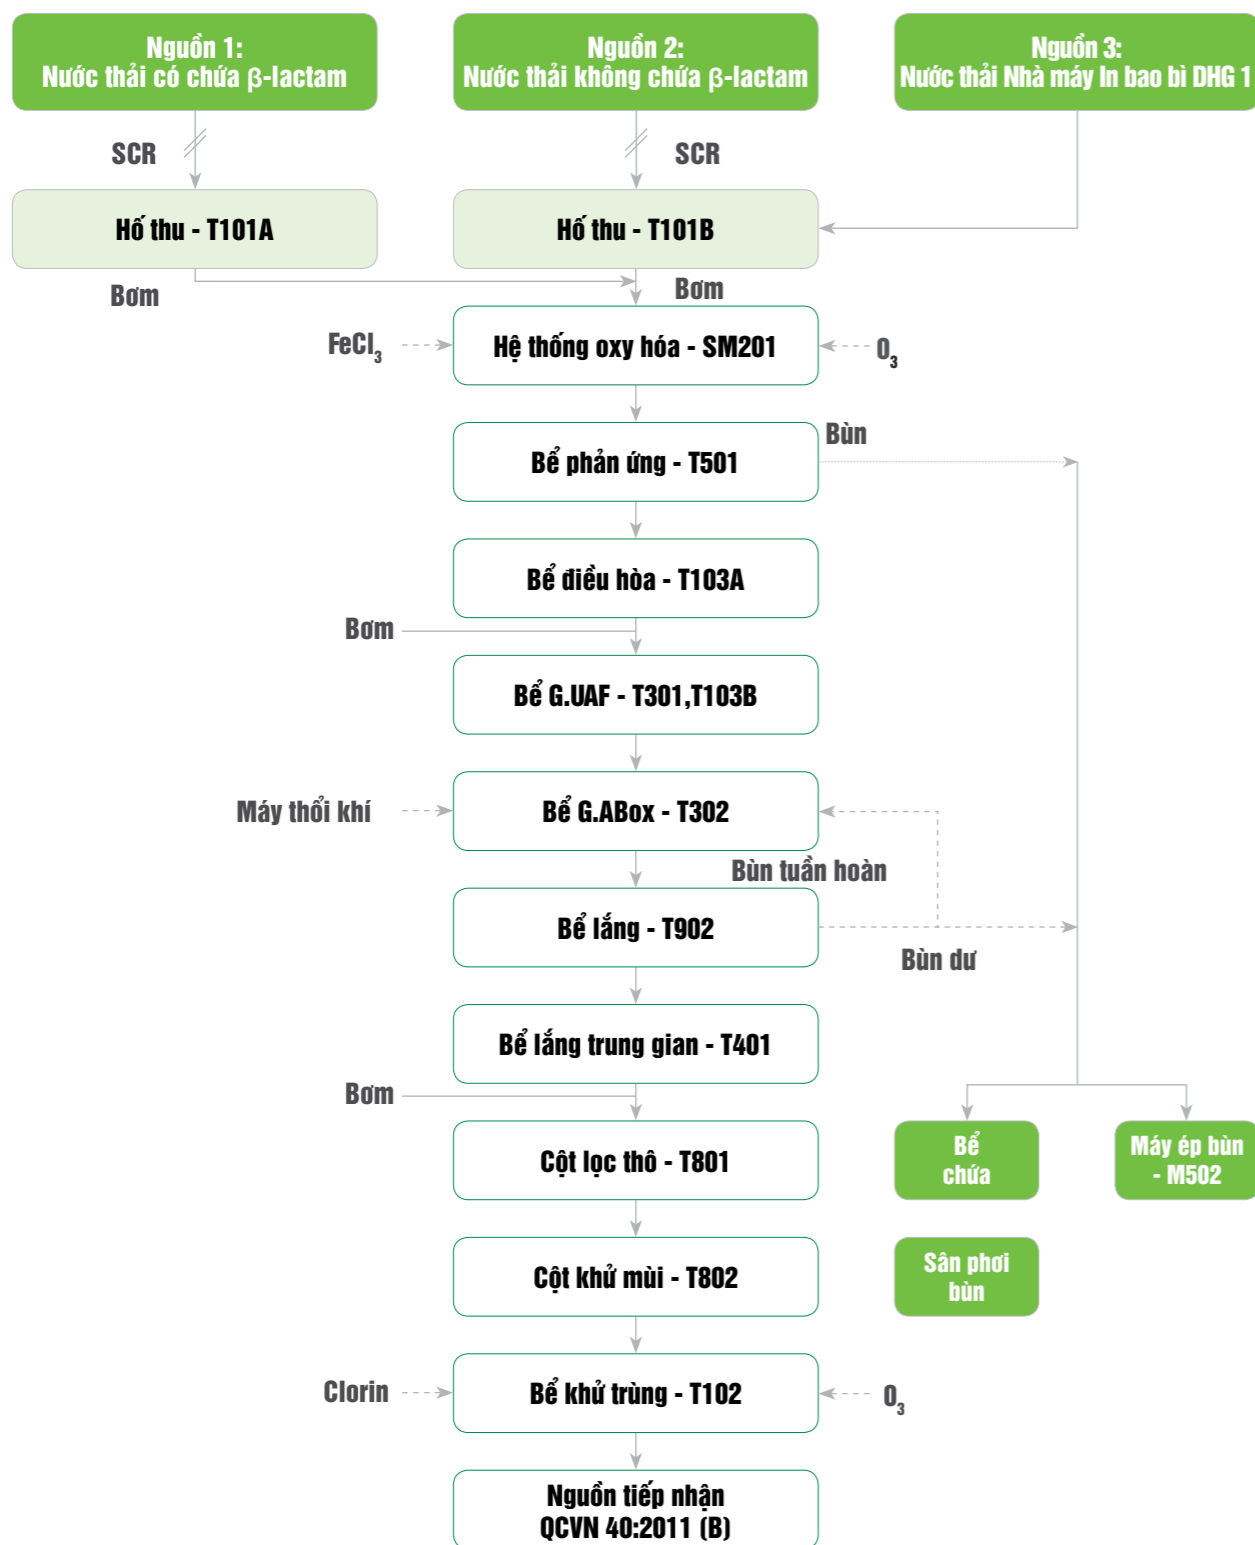 Nguồn 1:
Nước thải có chứa β-lactam
Nguồn 2:
Nước thải không chứa β-lactam
Nguồn 3:
Nước thải Nhà máy In bao bì DHG 1
SCR
SCR
Hố thu - T101A
Hố thu - T101B
Bơm
Bơm
FeCl₃
Hệ thống oxy hóa - SM201
O₃
Bể phản ứng - T501
Bùn
Bể điều hòa - T103A
Bơm
Bể G.UAF - T301,T103B
Máy thổi khí
Bể G.ABox - T302
Bùn tuần hoàn
Bể lắng - T902
Bùn dư
Bể lắng trung gian - T401
Bơm
Cột lọc thô - T801
Bể
chứa
Máy ép bùn
- M502
Cột khử mùi - T802
Sân phơi
bùn
Clorin
Bể khử trùng - T102
O₃
Nguồn tiếp nhận
QCVN 40:2011 (B)